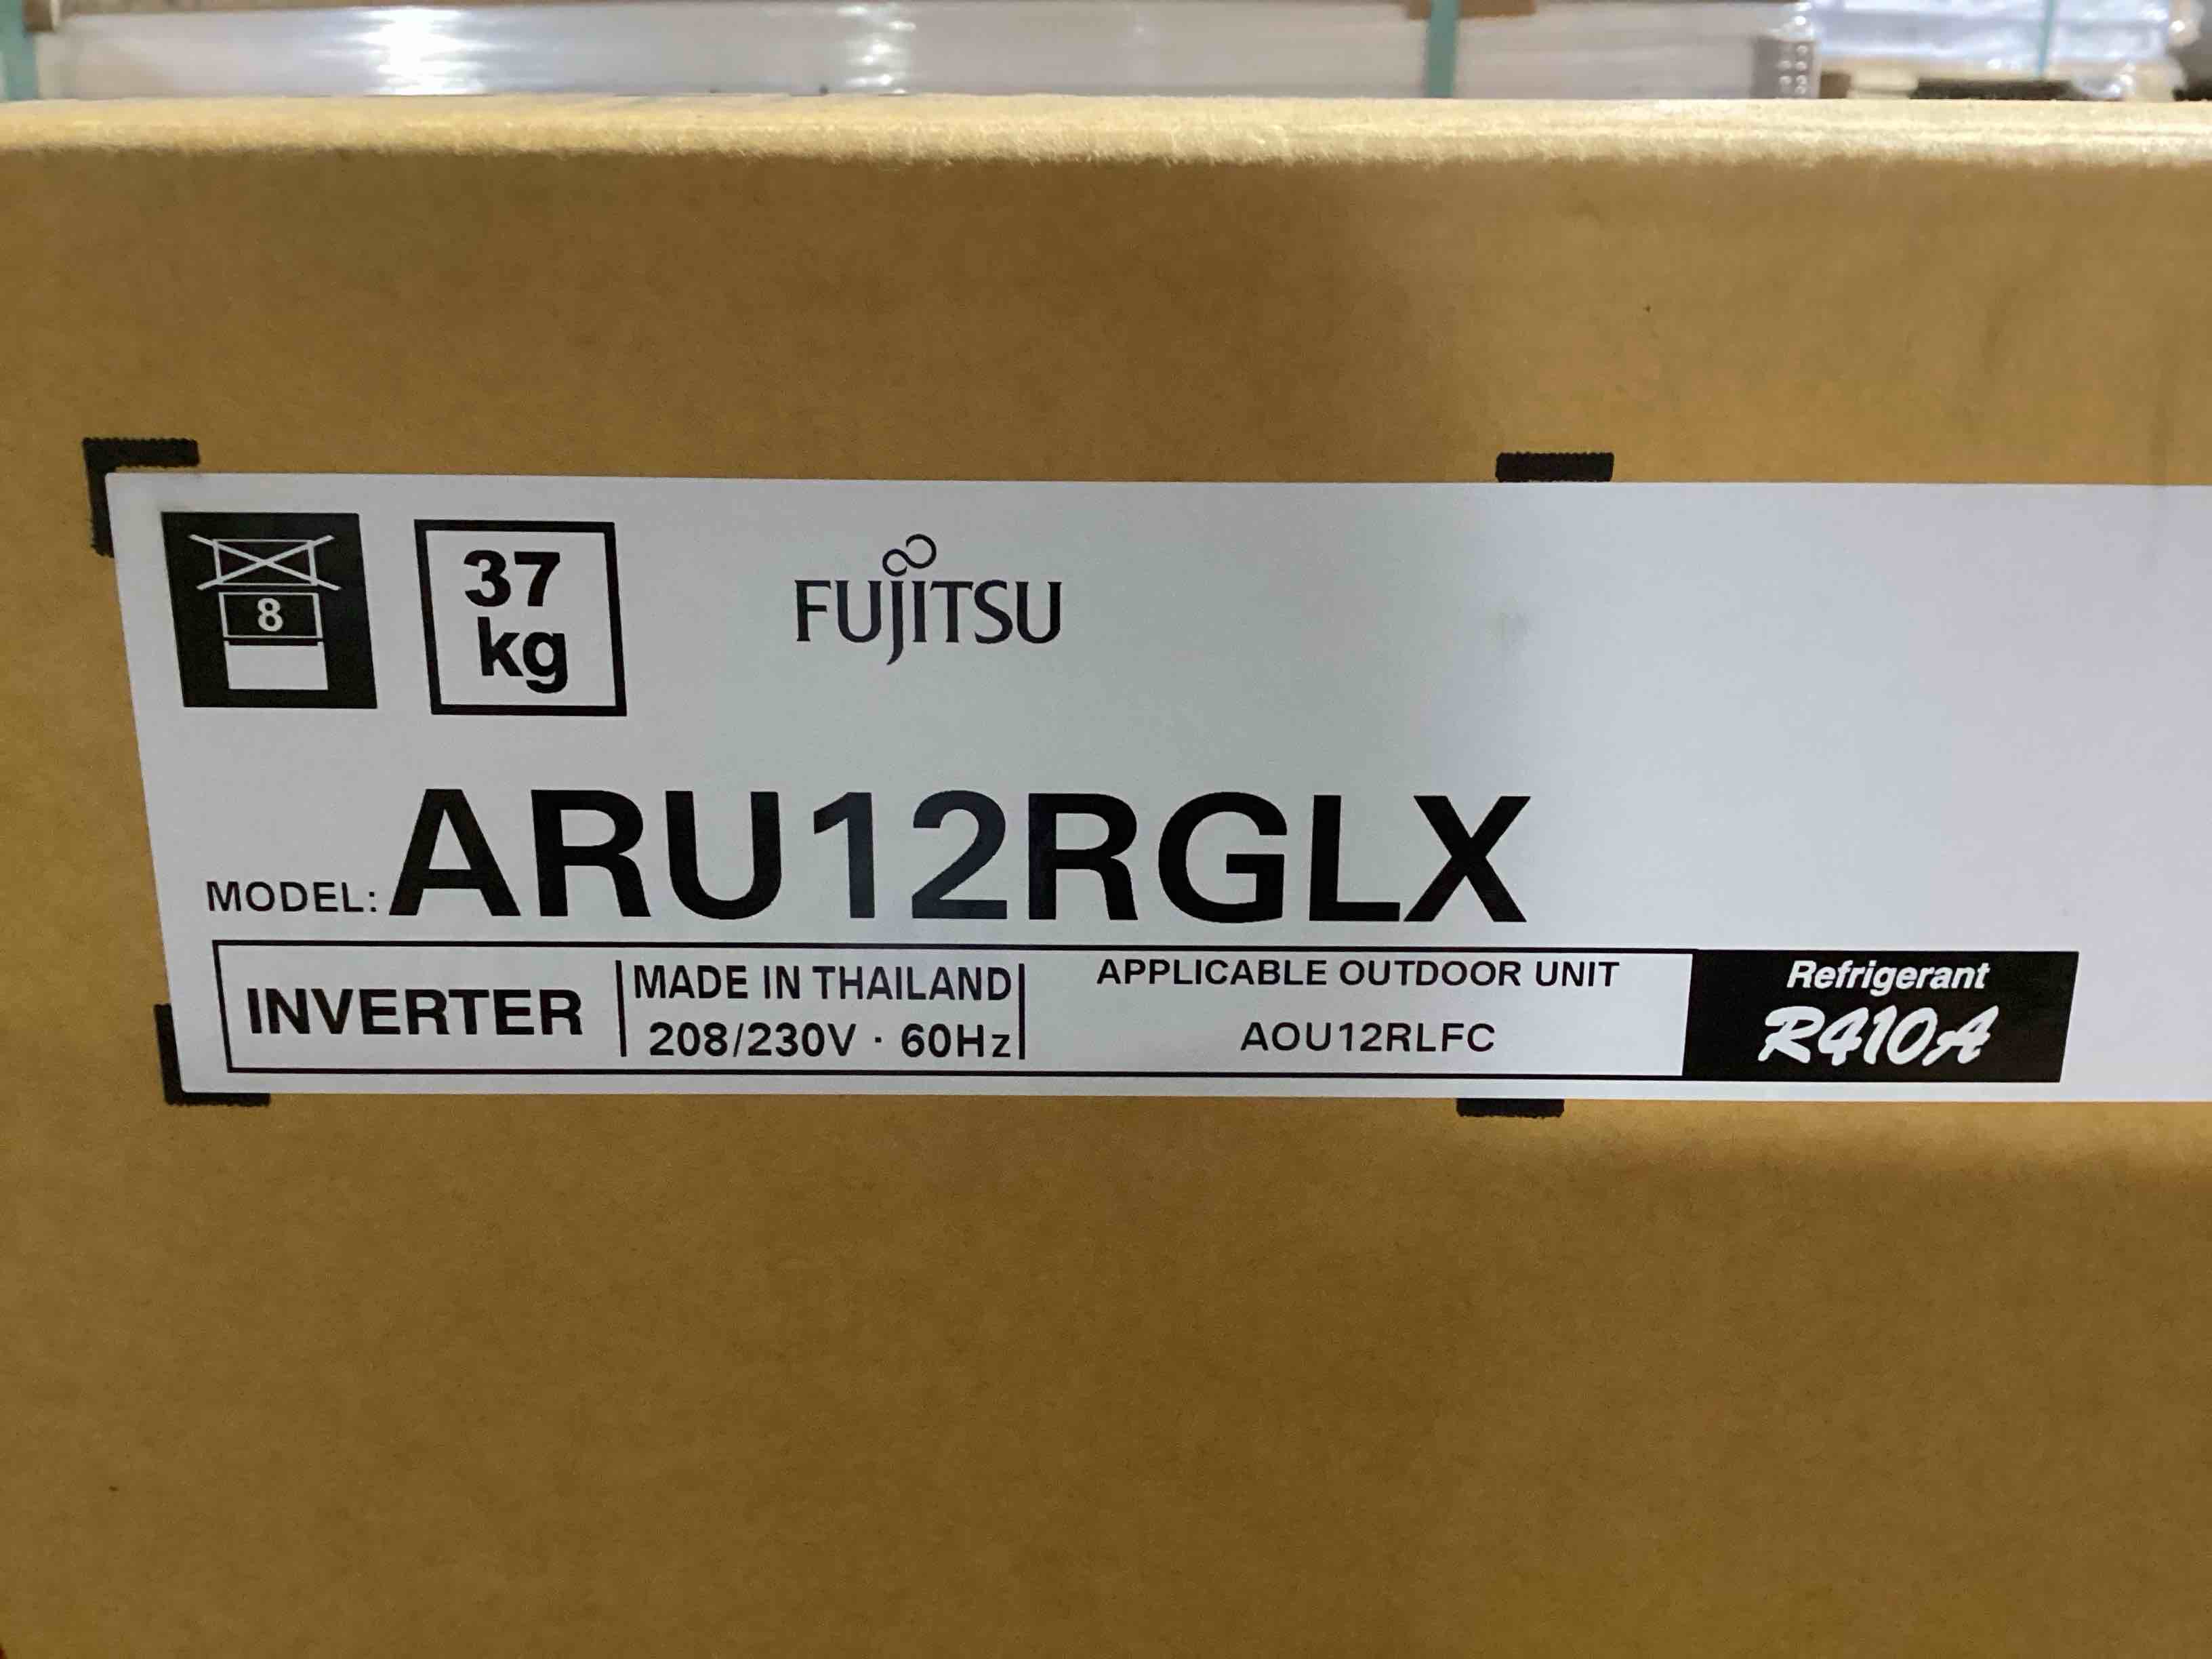 8
37
kg
FUJITSU
MODEL: ARU12RGLX
INVERTER
MADE IN THAILAND
208/230V · 60Hz
APPLICABLE OUTDOOR UNIT
AOU12RLFC
Refrigerant
R410A